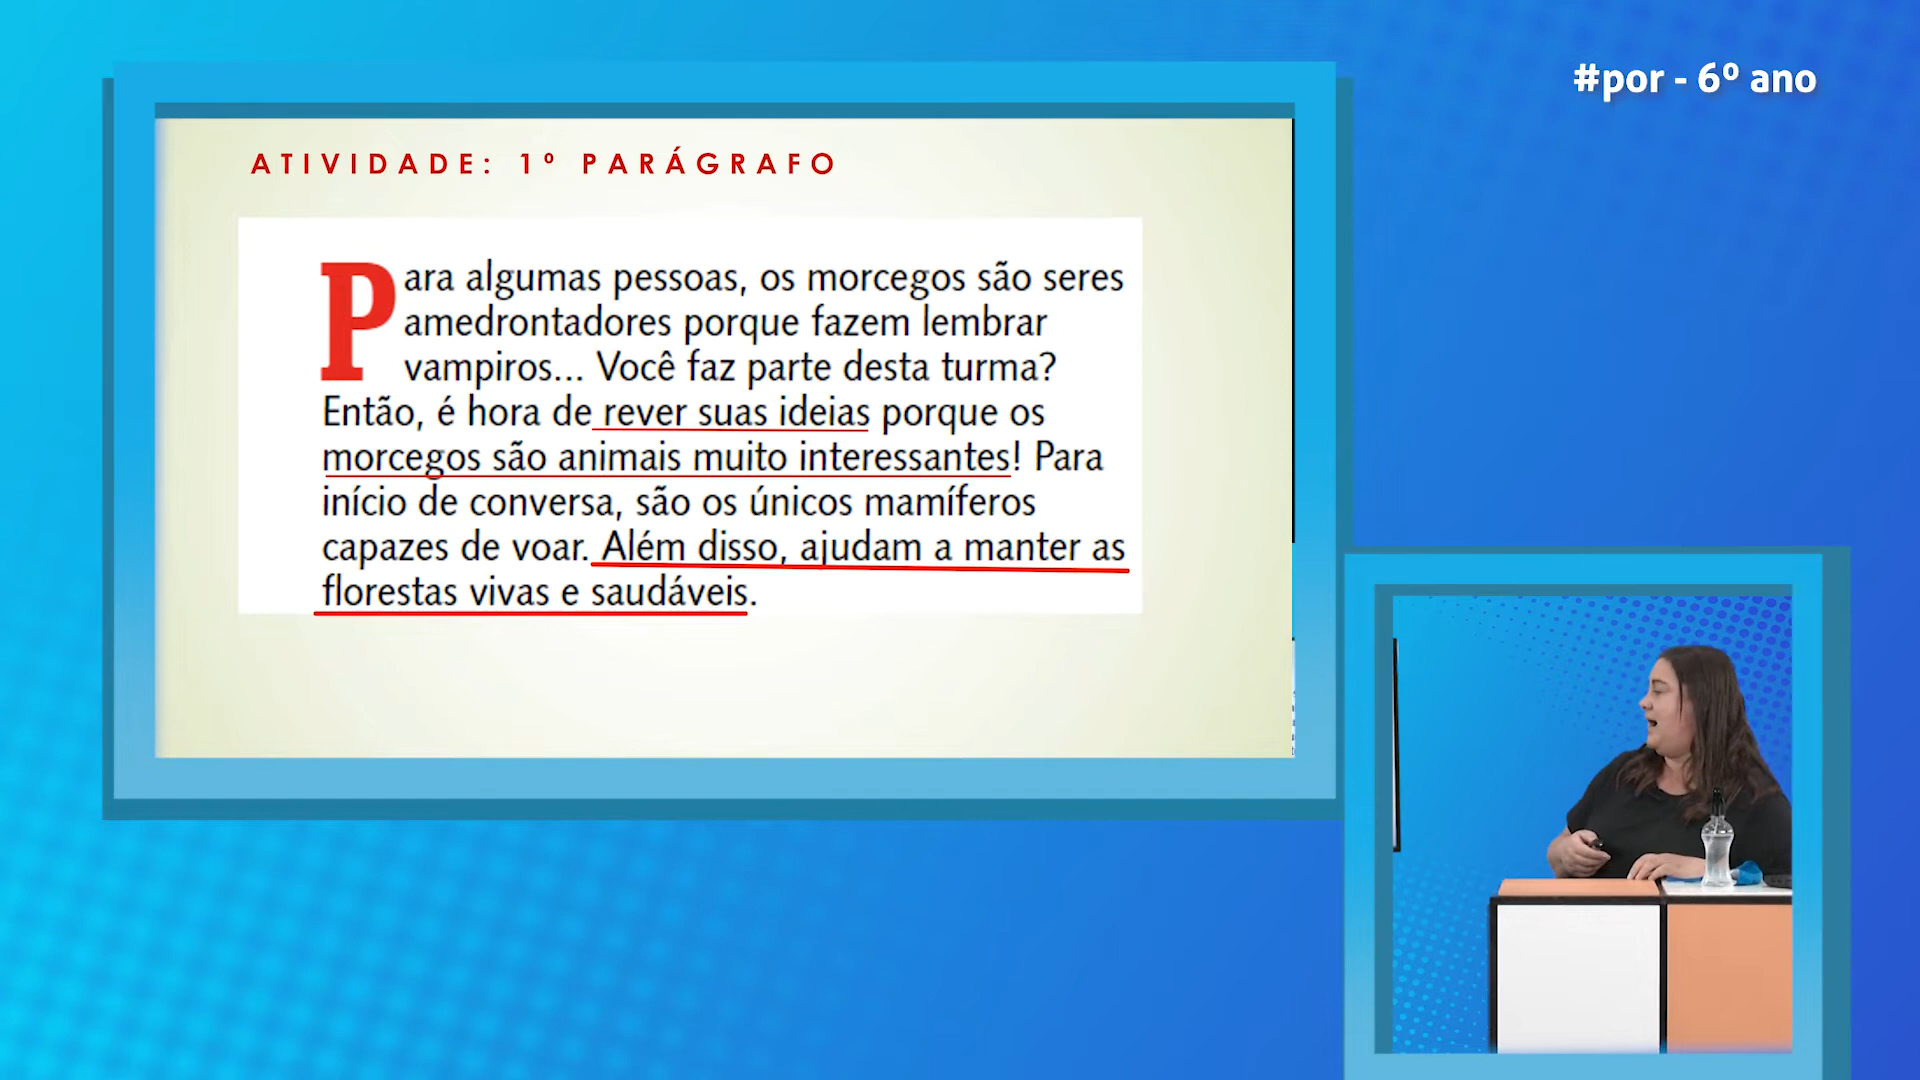 #por - 6º ano
ATIVIDADE: 1º PARÁGRAFO
Para algumas pessoas, os morcegos são seres
amedrontadores porque fazem lembrar
vampiros... Você faz parte desta turma?
Então, é hora de rever suas ideias porque os
morcegos são animais muito interessantes! Para
início de conversa, são os únicos mamíferos
capazes de voar. Além disso, ajudam a manter as
florestas vivas e saudáveis.